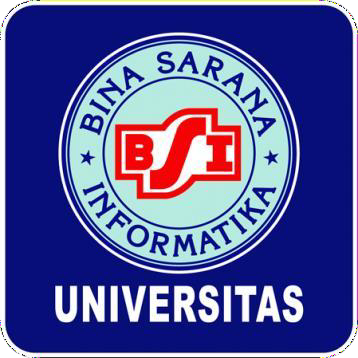 BINA SARANA
BSI
INFORMATIKA
UNIVERSITAS